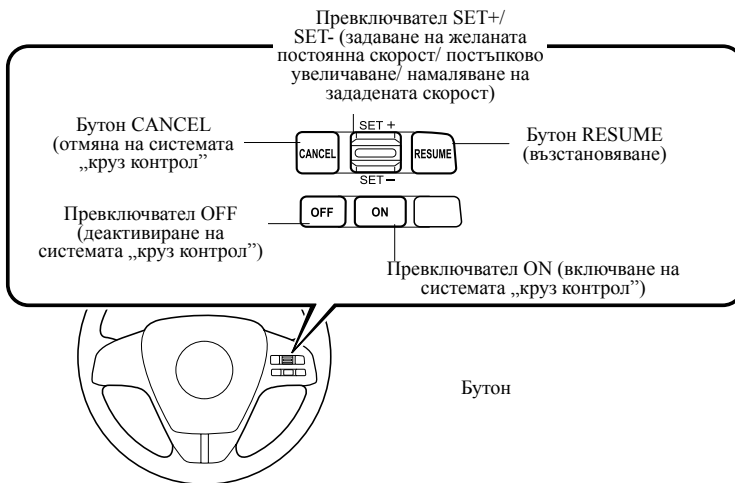 Превключвател SET+/
SET- (задаване на желаната
постоянна скорост/ постъпково
увеличаване/ намаляване на
зададената скорост)
Бутон CANCEL
(отмяна на системата
„круз контрол”
SET +
CANCEL
RESUME
SET −
Бутон RESUME
(възстановяване)
Превключвател OFF
(деактивиране на
системата „круз контрол”)
OFF
ON
Превключвател ON (включване на
системата „круз контрол”)
Бутон